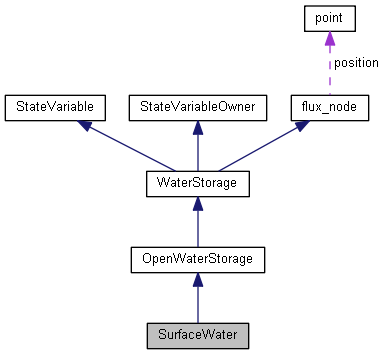 point
position
StateVariable
StateVariableOwner
flux_node
WaterStorage
OpenWaterStorage
SurfaceWater